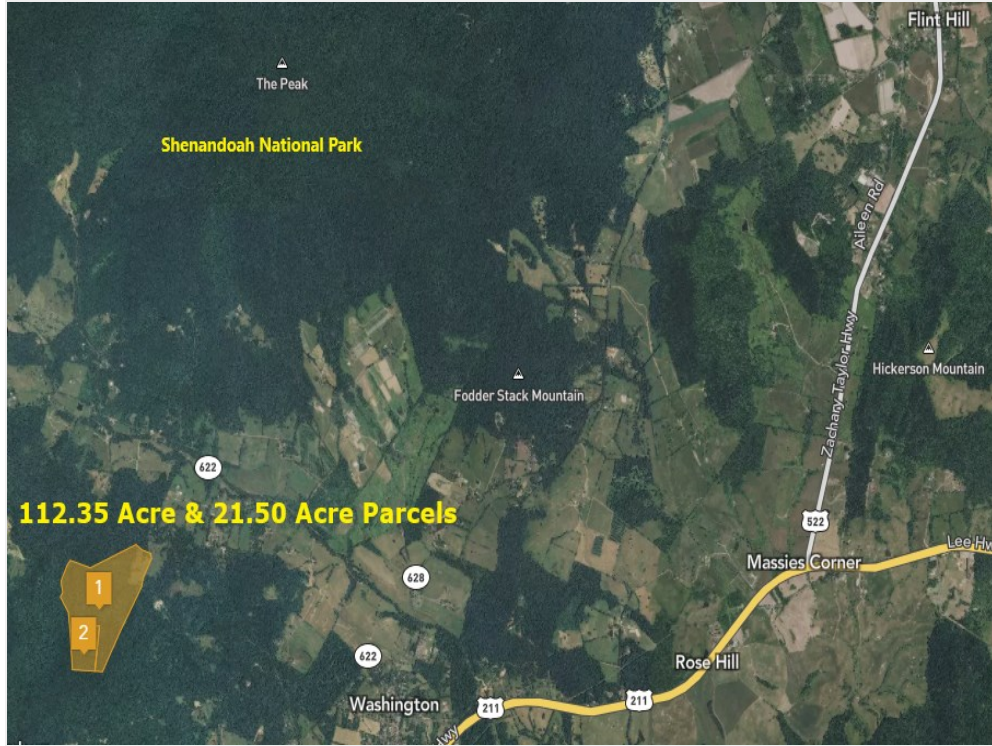 Flint Hill
The Peak
Shenandoah National Park
Aileen Rd
Hickerson Mountain
Fodder Stack Mountain
Zachary Taylor Hwy
622
112.35 Acre & 21.50 Acre Parcels
522
Lee Hw
Massies Corner
628
1
2
622
Rose Hill
Washington
211
211
Hwy